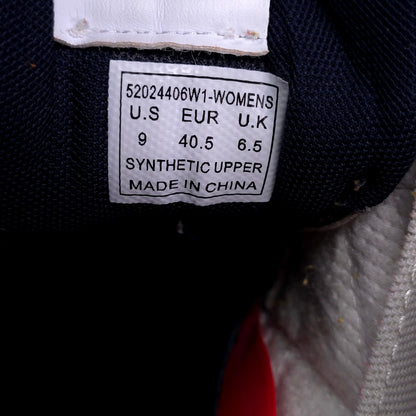 52024406W1-WOMENS
U.S EUR U.K
9 40.5 6.5
SYNTHETIC UPPER
MADE IN CHINA